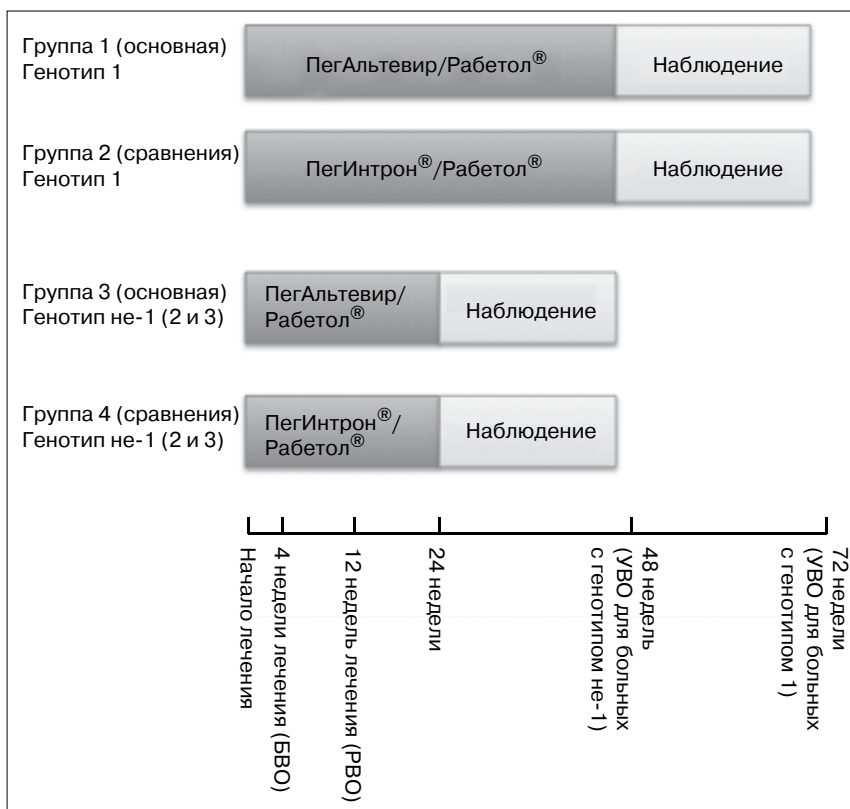 Группа 1 (основная)
Генотип 1
ПегАльтевир/Рабетол®
Наблюдение
Группа 2 (сравнения)
Генотип 1
ПегИнтрон®/Рабетол®
Наблюдение
Группа 3 (основная)
Генотип не-1 (2 и 3)
ПегАльтевир/
Рабетол®
Наблюдение
Группа 4 (сравнения)
Генотип не-1 (2 и 3)
ПегИнтрон®/
Рабетол®
Наблюдение
Начало лечения
4 недели лечения (БВО)
12 недель лечения (РВО)
24 недели
48 недель
(УВО для больных
с генотипом не-1)
72 недели
(УВО для больных
с генотипом 1)